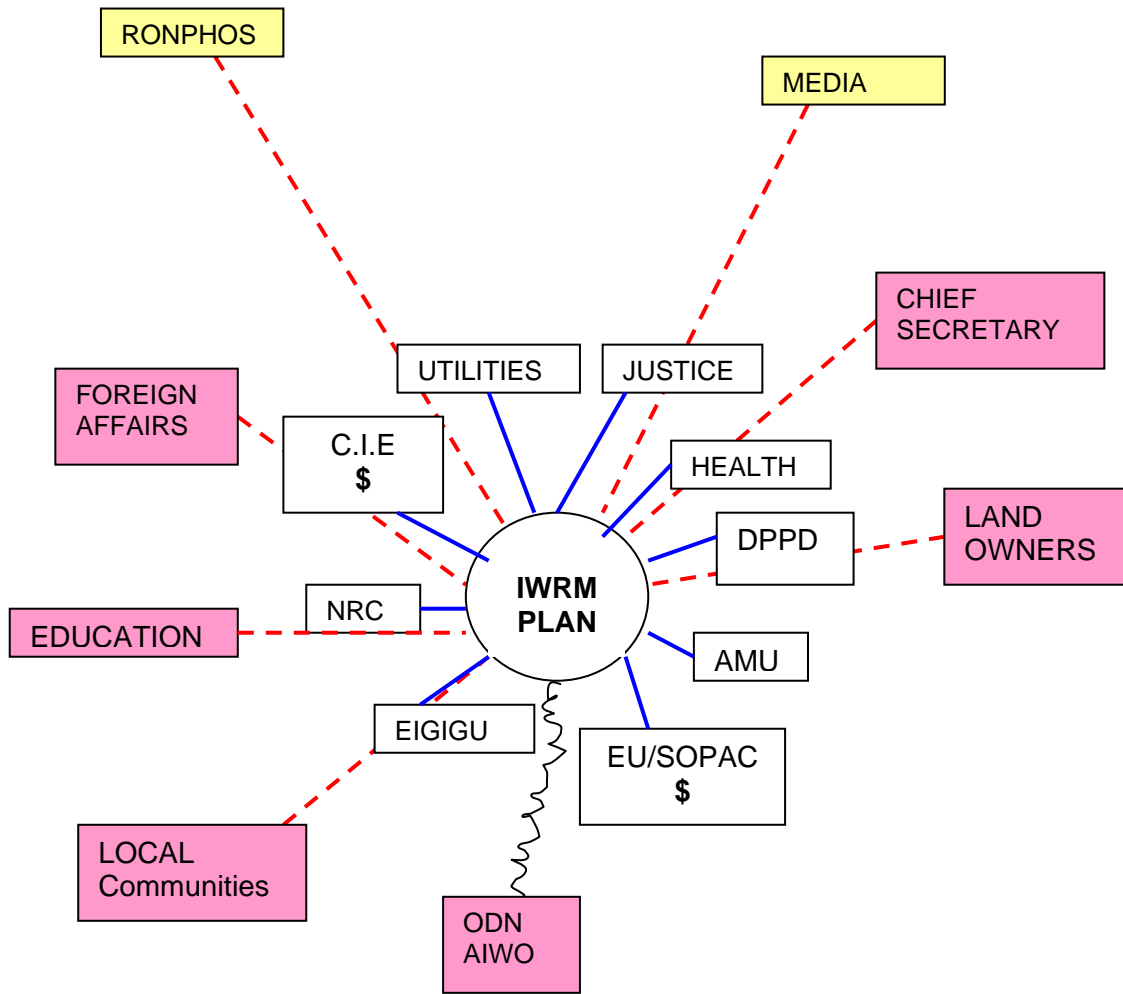 RONPHOS
MEDIA
CHIEF
SECRETARY
UTILITIES
JUSTICE
FOREIGN
AFFAIRS
C.I.E
$
HEALTH
LAND
OWNERS
DPPD
IWRM
PLAN
NRC
EDUCATION
AMU
EIGIGU
EU/SOPAC
$
LOCAL
Communities
ODN
AIWO